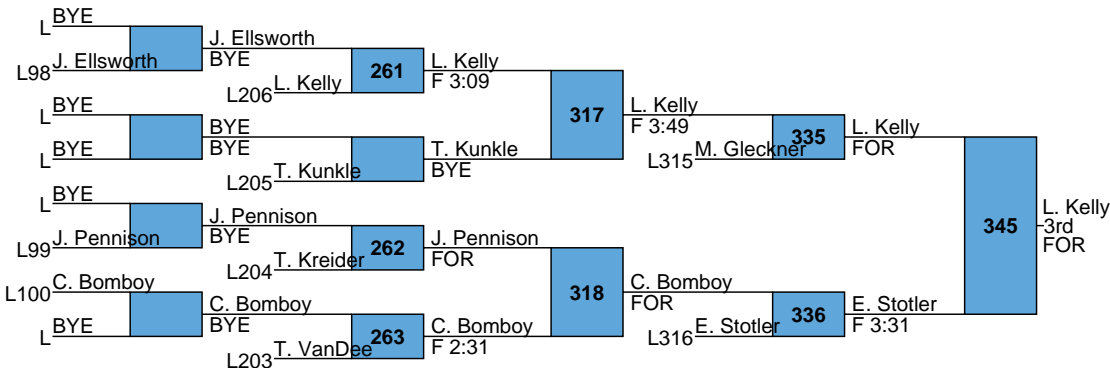 L BYE
L98 J. Ellsworth
J. Ellsworth
BYE
L206 L. Kelly
261
L. Kelly
F 3:09
L BYE
L BYE
BYE
BYE
L205 T. Kunkle
T. Kunkle
BYE
317
L. Kelly
F 3:49
L315 M. Gleckner
335
L. Kelly
FOR
L BYE
L99 J. Pennison
J. Pennison
BYE
L204 T. Kreider
262
J. Pennison
FOR
L100 C. Bomboy
L BYE
C. Bomboy
BYE
L203 T. VanDee
263
C. Bomboy
F 2:31
318
C. Bomboy
FOR
L316 E. Stotler
336
E. Stotler
F 3:31
345
L. Kelly
3rd
FOR